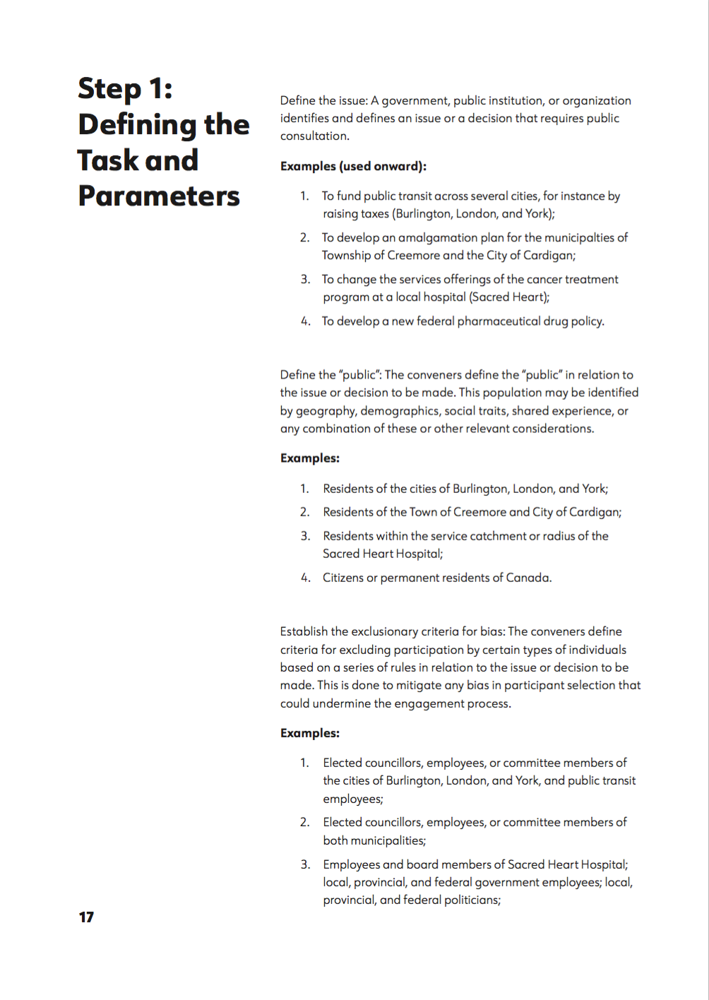 Step 1:
Defining the
Task and
Parameters
Define the issue: A government, public institution, or organization
identifies and defines an issue or a decision that requires public
consultation.
Examples (used onward):
1. To fund public transit across several cities, for instance by
raising taxes (Burlington, London, and York);
2. To develop an amalgamation plan for the municipalties of
Township of Creemore and the City of Cardigan;
3. To change the services offerings of the cancer treatment
program at a local hospital (Sacred Heart);
4. To develop a new federal pharmaceutical drug policy.
Define the “public”: The conveners define the “public” in relation to
the issue or decision to be made. This population may be identified
by geography, demographics, social traits, shared experience, or
any combination of these or other relevant considerations.
Examples:
1. Residents of the cities of Burlington, London, and York;
2. Residents of the Town of Creemore and City of Cardigan;
3. Residents within the service catchment or radius of the
Sacred Heart Hospital;
4. Citizens or permanent residents of Canada.
Establish the exclusionary criteria for bias: The conveners define
criteria for excluding participation by certain types of individuals
based on a series of rules in relation to the issue or decision to be
made. This is done to mitigate any bias in participant selection that
could undermine the engagement process.
Examples:
1. Elected councillors, employees, or committee members of
the cities of Burlington, London, and York, and public transit
employees;
2. Elected councillors, employees, or committee members of
both municipalities;
3. Employees and board members of Sacred Heart Hospital;
local, provincial, and federal government employees; local,
provincial, and federal politicians;
17